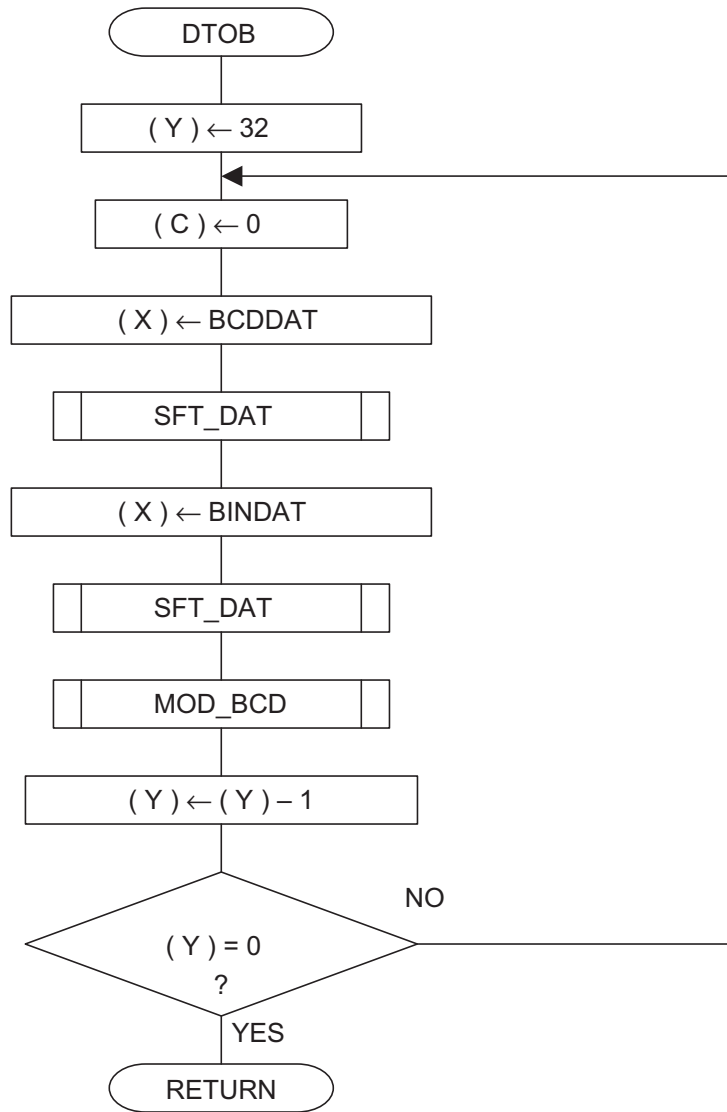 DTOB
( Y ) ← 32
( C ) ← 0
( X ) ← BCDDAT
SFT_DAT
( X ) ← BINDAT
SFT_DAT
MOD_BCD
( Y ) ← ( Y ) – 1
NO
( Y ) = 0
?
YES
RETURN